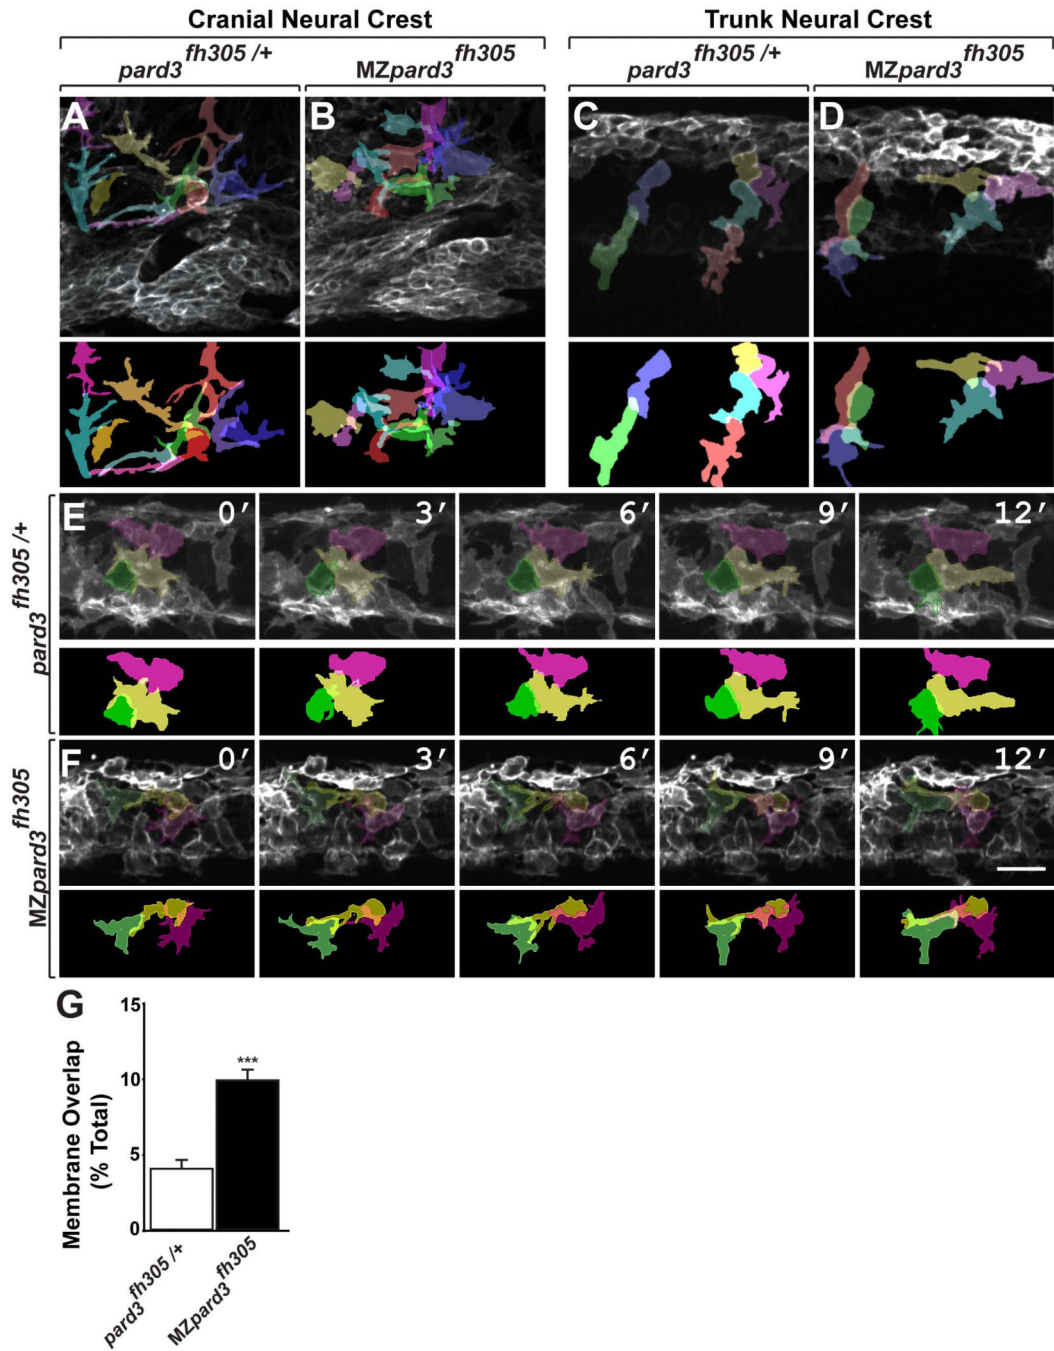 Cranial Neural Crest
Trunk Neural Crest
pard3fh305 /+
MZpard3fh305
pard3fh305 /+
MZpard3fh305
A
B
C
D
pard3fh305 /+
E
0′
3′
6′
9′
12′
MZpard3fh305
F
0′
3′
6′
9′
12′
G
Membrane Overlap
(% Total)
15
10
5
0
***
pard3fh305 /+
MZpard3fh305